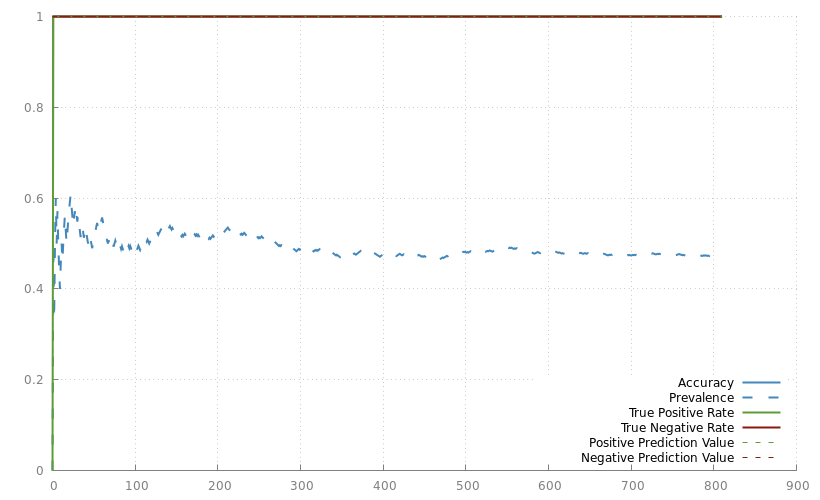 1
0.8
0.6
0.4
0.2
0
0 100 200 300 400 500 600 700 800 900
Accuracy
Prevalence
True Positive Rate
True Negative Rate
Positive Prediction Value
Negative Prediction Value